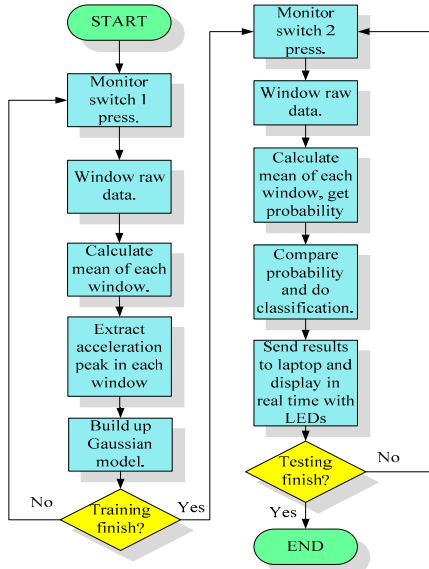 START
Monitor
switch 1
press.
Window raw
data.
Calculate
mean of each
window.
Extract
acceleration
peak in each
window
Build up
Gaussian
model.
No
Training
finish?
Yes
Monitor
switch 2
press.
Window raw
data.
Calculate
mean of each
window, get
probability
Compare
probability
and do
classification.
Send results
to laptop and
display in
real time with
LEDs
Testing
finish?
No
Yes
END